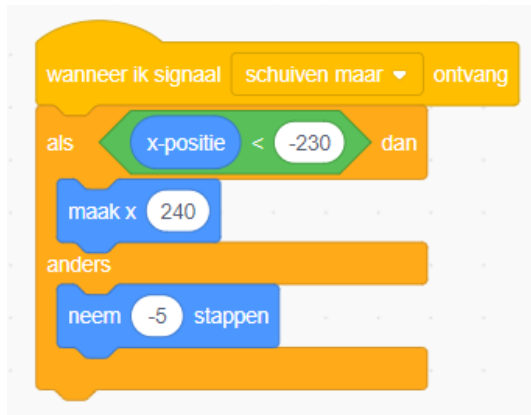 wanneer ik signaal schuiven maar ontvang
als x-positie < -230 dan
maak x 240
anders
neem -5 stappen